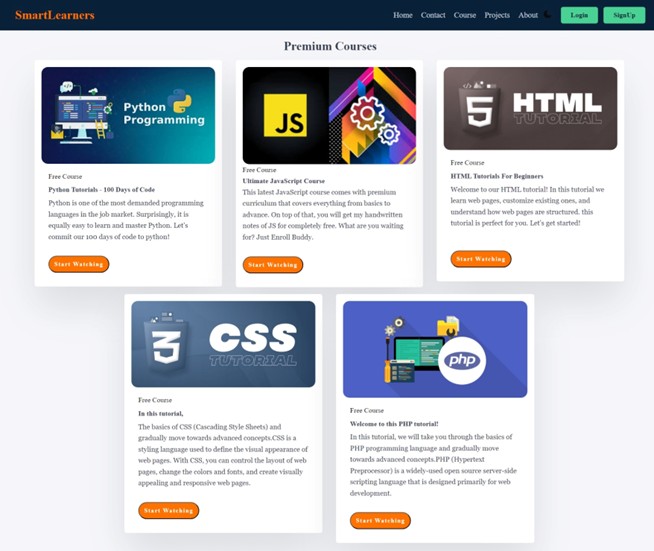 SmartLearners
Home Contact Course Projects About Login SignUp
Premium Courses
Python
Programming
Free Course
Python Tutorials - 100 Days of Code
Python is one of the most demanded programming
languages in the job market. Surprisingly, it is
equally easy to learn and master Python. Let's
commit our 100 days of code to python!
Start Watching
JS
Free Course
Ultimate JavaScript Course
This latest JavaScript course comes with premium
curriculum that covers everything from basics to
advance. On top of that, you will get my handwritten
notes of JS for completely free. What are you waiting
for? Just Enroll Buddy.
Start Watching
5
HTML
TUTORIAL
Free Course
HTML Tutorials For Beginners
Welcome to our HTML tutorial! In this tutorial we
learn web pages, customize existing ones, and
understand how web pages are structured. this
tutorial is perfect for you. Let's get started!
Start Watching
3
CSS
TUTORIAL
Free Course
In this tutorial,
The basics of CSS (Cascading Style Sheets) and
gradually move towards advanced concepts.CSS is a
styling language used to define the visual appearance
of web pages. With CSS, you can control the layout of web
pages, change the colors and fonts, and create visually
appealing and responsive web pages.
Start Watching
php
Free Course
Welcome to this PHP tutorial!
In this tutorial, we will take you through the basics of
PHP programming language and gradually move
towards advanced concepts.PHP (Hypertext
Preprocessor) is a widely-used open source server-side
scripting language that is designed primarily for web
development.
Start Watching